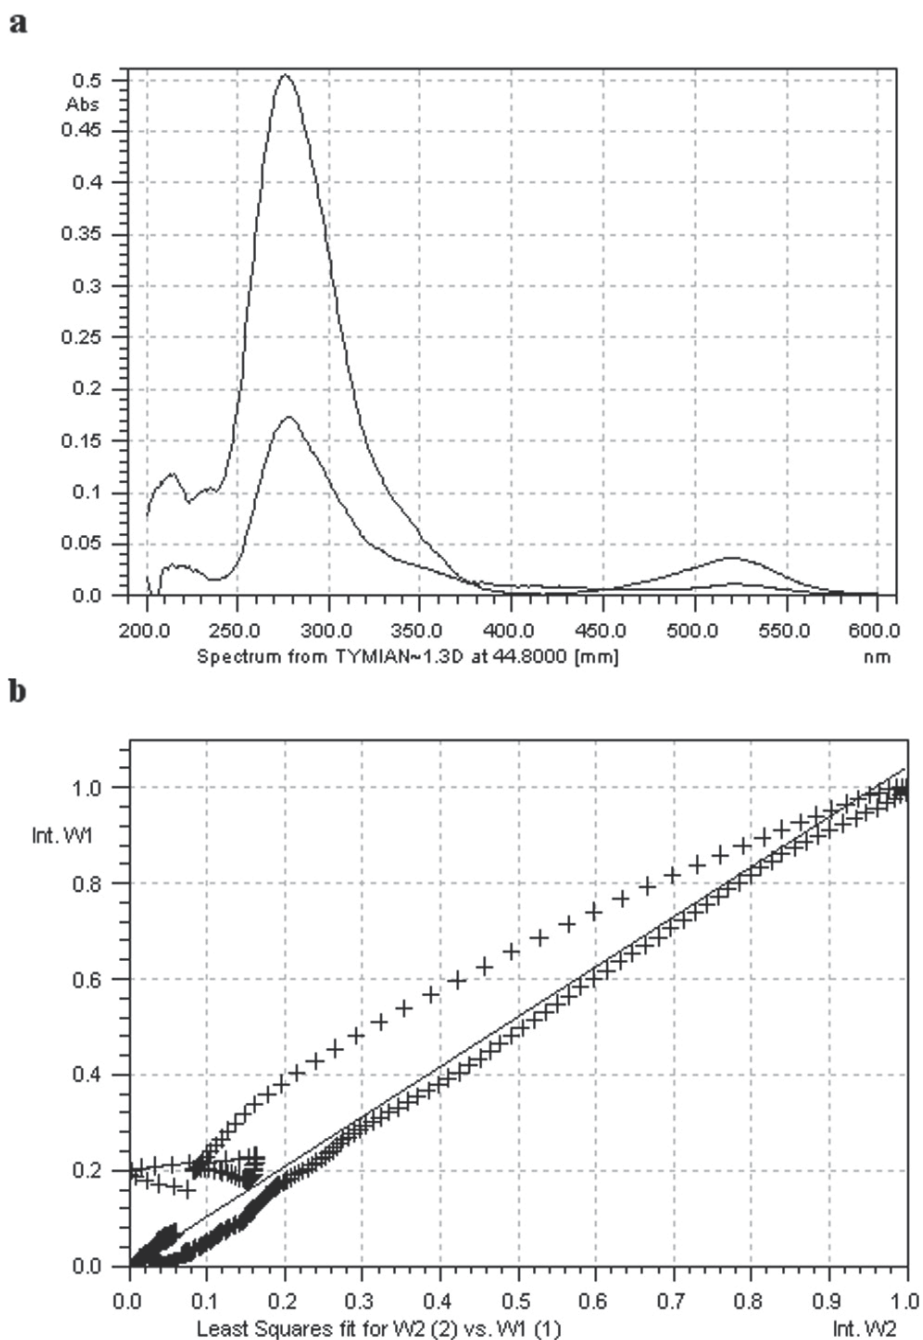 a
0.5
Abs
0.45
0.4
0.35
0.3
0.25
0.2
0.15
0.1
0.05
0.0
200.0 250.0 300.0 350.0 400.0 450.0 500.0 550.0 600.0
Spectrum from TYMIAN~1.3D at 44.8000 [mm] nm
b
1.0
Int. W1
0.8
0.6
0.4
0.2
0.0
0.0 0.1 0.2 0.3 0.4 0.5 0.6 0.7 0.8 0.9 1.0
Least Squares fit for W2 (2) vs. W1 (1) Int. W2